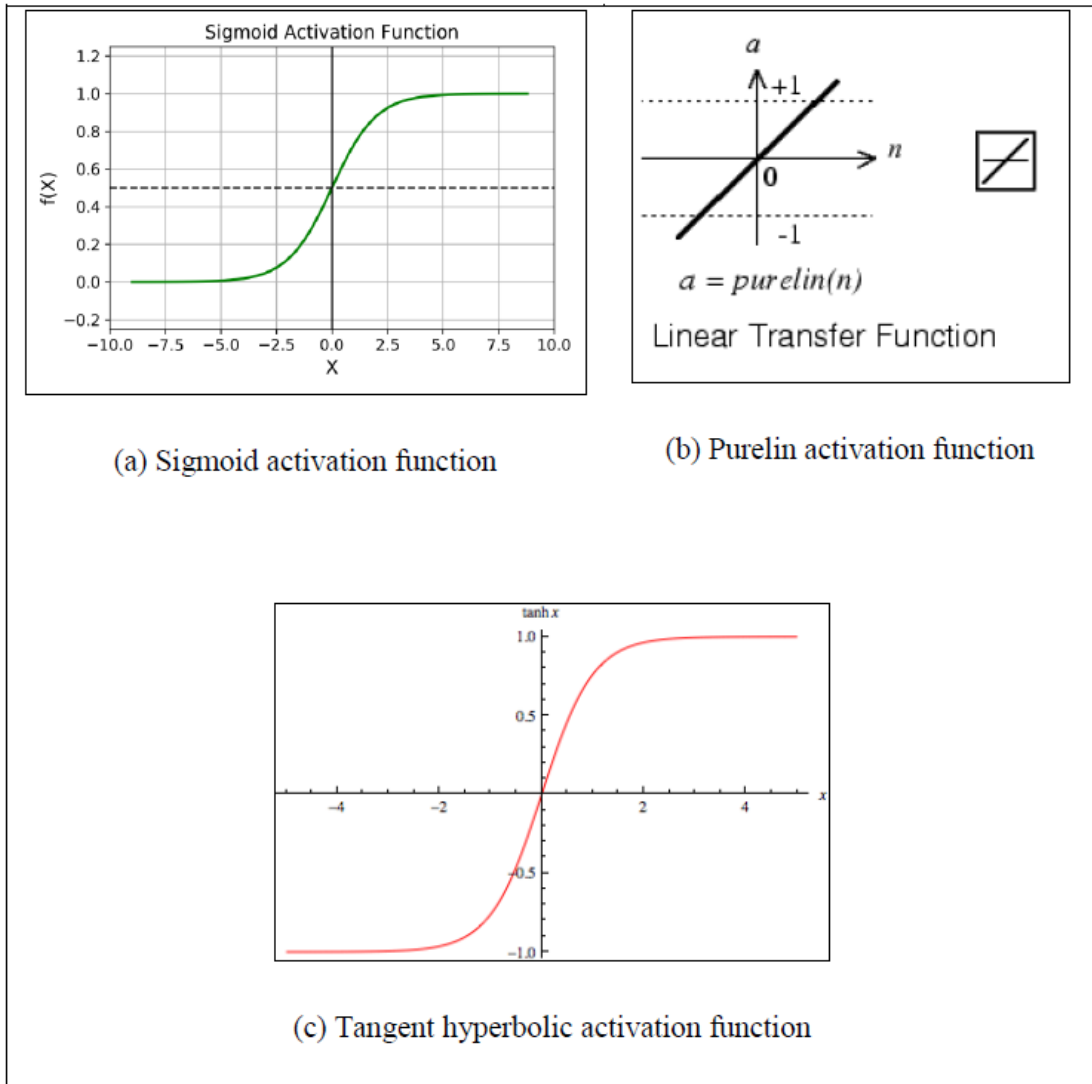 Sigmoid Activation Function
1.2
1.0
0.8
0.6
0.4
0.2
0.0
−0.2
f(X)
−10.0 −7.5 −5.0 −2.5 0.0 2.5 5.0 7.5 10.0
X
(a) Sigmoid activation function
a
+1
n
0
-1
a = purelin(n)
Linear Transfer Function
(b) Purelin activation function
tanh x
1.0
0.5
−4 −2 2 4 x
−0.5
−1.0
(c) Tangent hyperbolic activation function